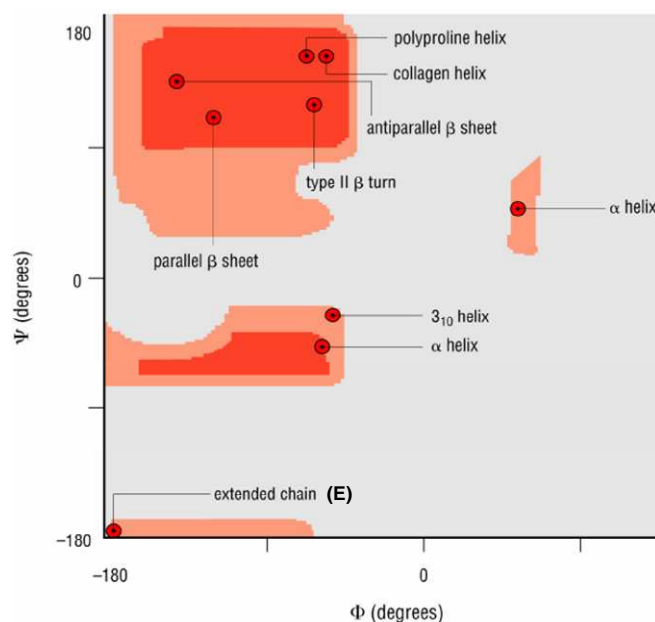 180
polyproline helix
collagen helix
antiparallel β sheet
type II β turn
α helix
parallel β sheet
Ψ (degrees)
0
3₁₀ helix
α helix
extended chain (E)
–180
–180
0
Φ (degrees)